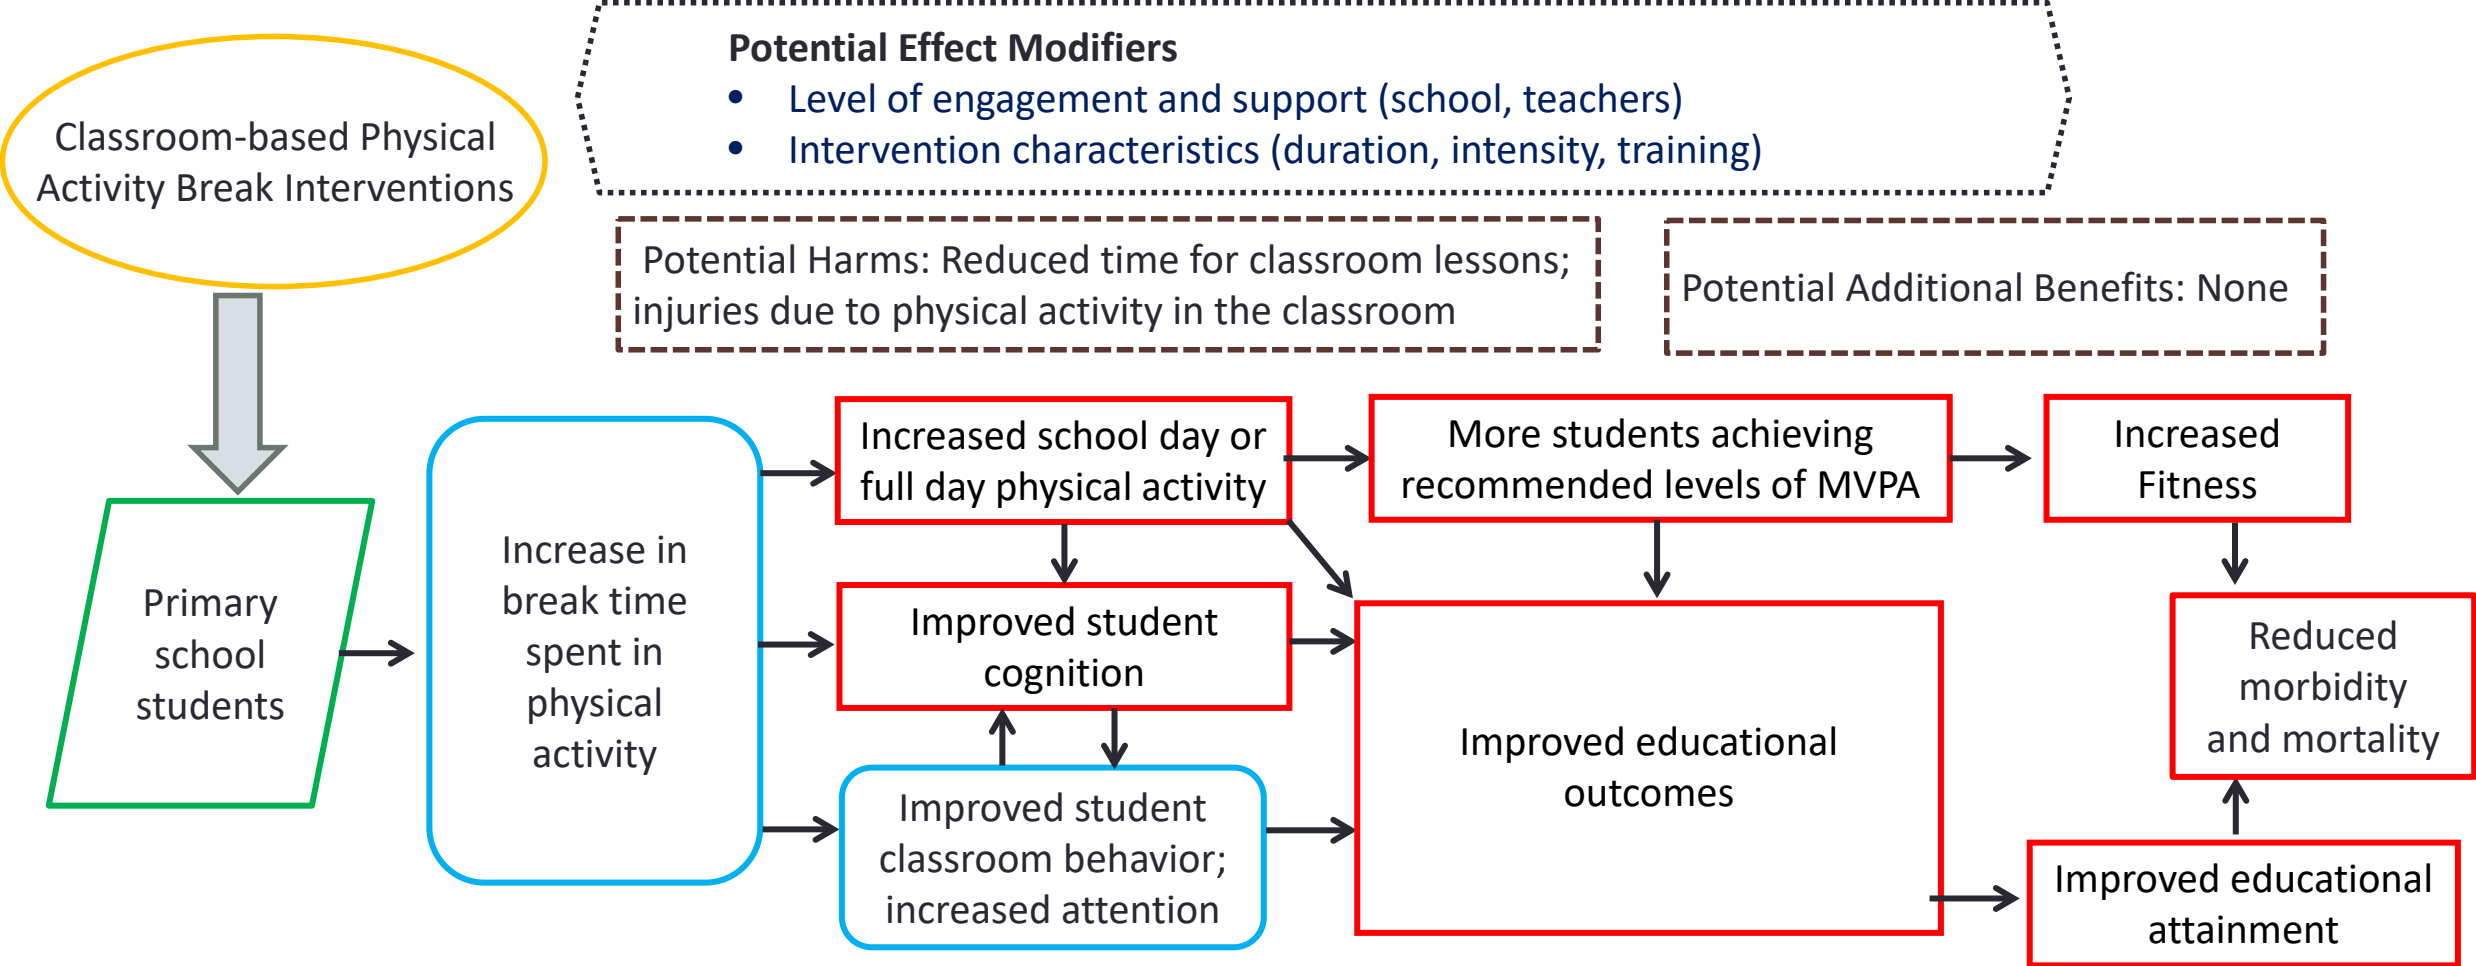 Classroom-based Physical
Activity Break Interventions
Potential Effect Modifiers
• Level of engagement and support (school, teachers)
• Intervention characteristics (duration, intensity, training)
Potential Harms: Reduced time for classroom lessons;
injuries due to physical activity in the classroom
Potential Additional Benefits: None
Primary
school
students
Increase in
break time
spent in
physical
activity
Increased school day or
full day physical activity
More students achieving
recommended levels of MVPA
Increased
Fitness
Improved student
cognition
Improved student
classroom behavior;
increased attention
Improved educational
outcomes
Reduced
morbidity
and mortality
Improved educational
attainment